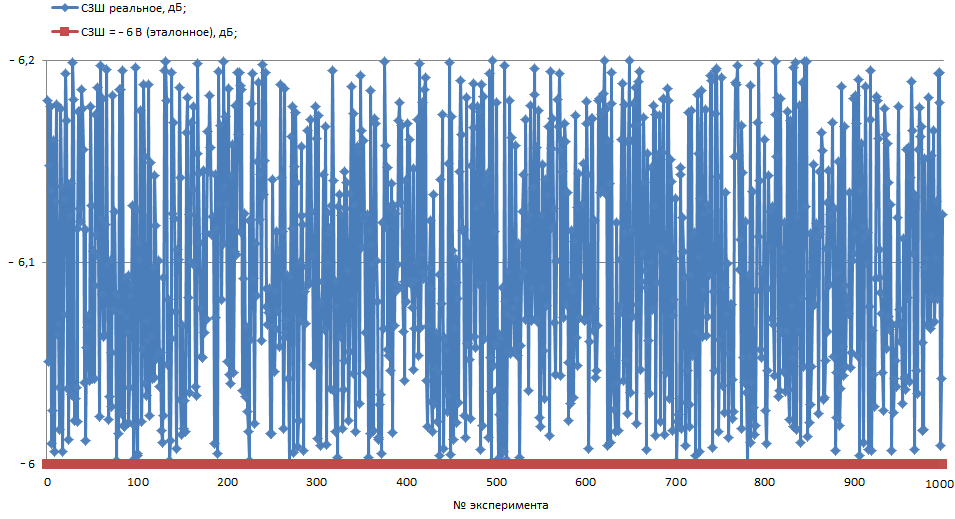 СЗШ реальное, дБ;
СЗШ = – 6 В (эталонное), дБ;
– 6,2
– 6,1
– 6
0 100 200 300 400 500 600 700 800 900 1000
№ эксперимента